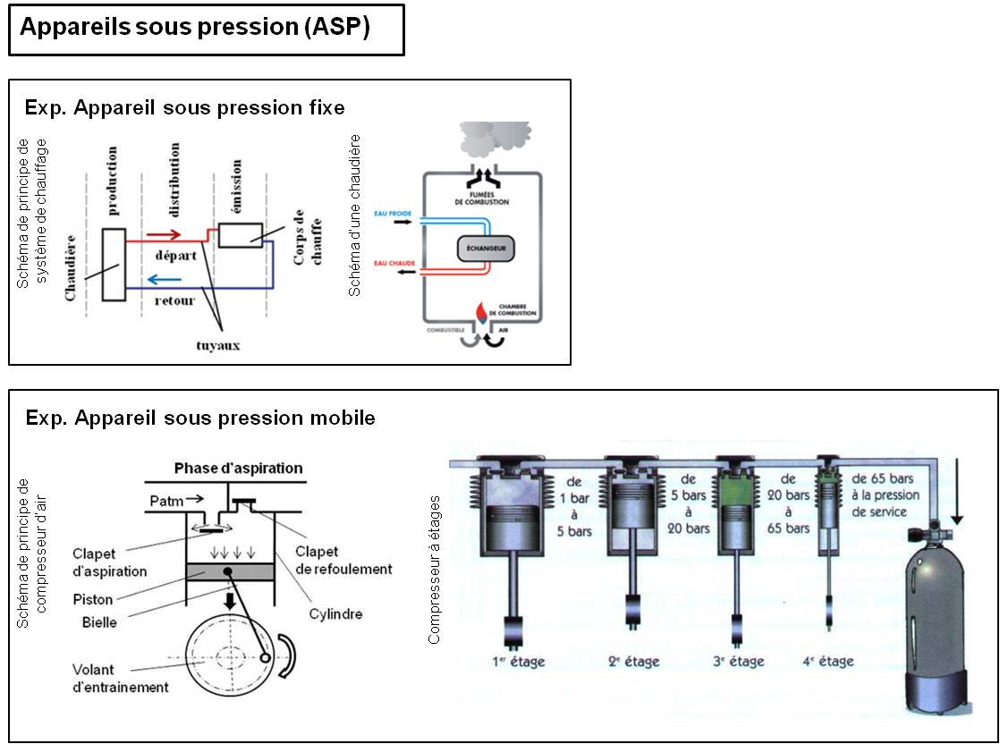 Appareils sous pression (ASP)
Exp. Appareil sous pression fixe
Schéma de principe de
système de chauffage
production
distribution
émission
Chaudière
départ
retour
tuyaux
Corps de
chauffe
Schéma d'une chaudière
FUMÉES
DE COMBUSTION
EAU FROIDE
ÉCHANGEUR
EAU CHAUDE
CHAMBRE
DE COMBUSTION
COMBUSTIBLE
AIR
Exp. Appareil sous pression mobile
Schéma de principe de
compresseur d'air
Phase d'aspiration
Patm
Clapet
d'aspiration
Piston
Bielle
Volant
d'entrainement
Clapet
de refoulement
Cylindre
Compresseur à étages
de
1 bar
à
5 bars
de
5 bars
à
20 bars
de
20 bars
à
65 bars
de 65 bars
à la pression
de service
1er étage
2e étage
3e étage
4e étage